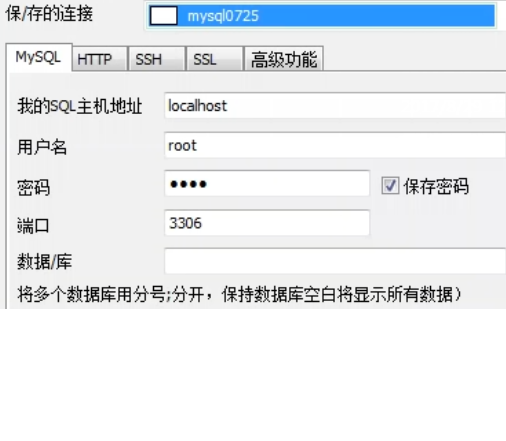 保/存的连接 mysql0725
MySQL HTTP SSH SSL 高级功能
我的SQL主机地址 localhost
用户名 root
密码 ●●●● 保存密码
端口 3306
数据/库
将多个数据库用分号;分开，保持数据库空白将显示所有数据)